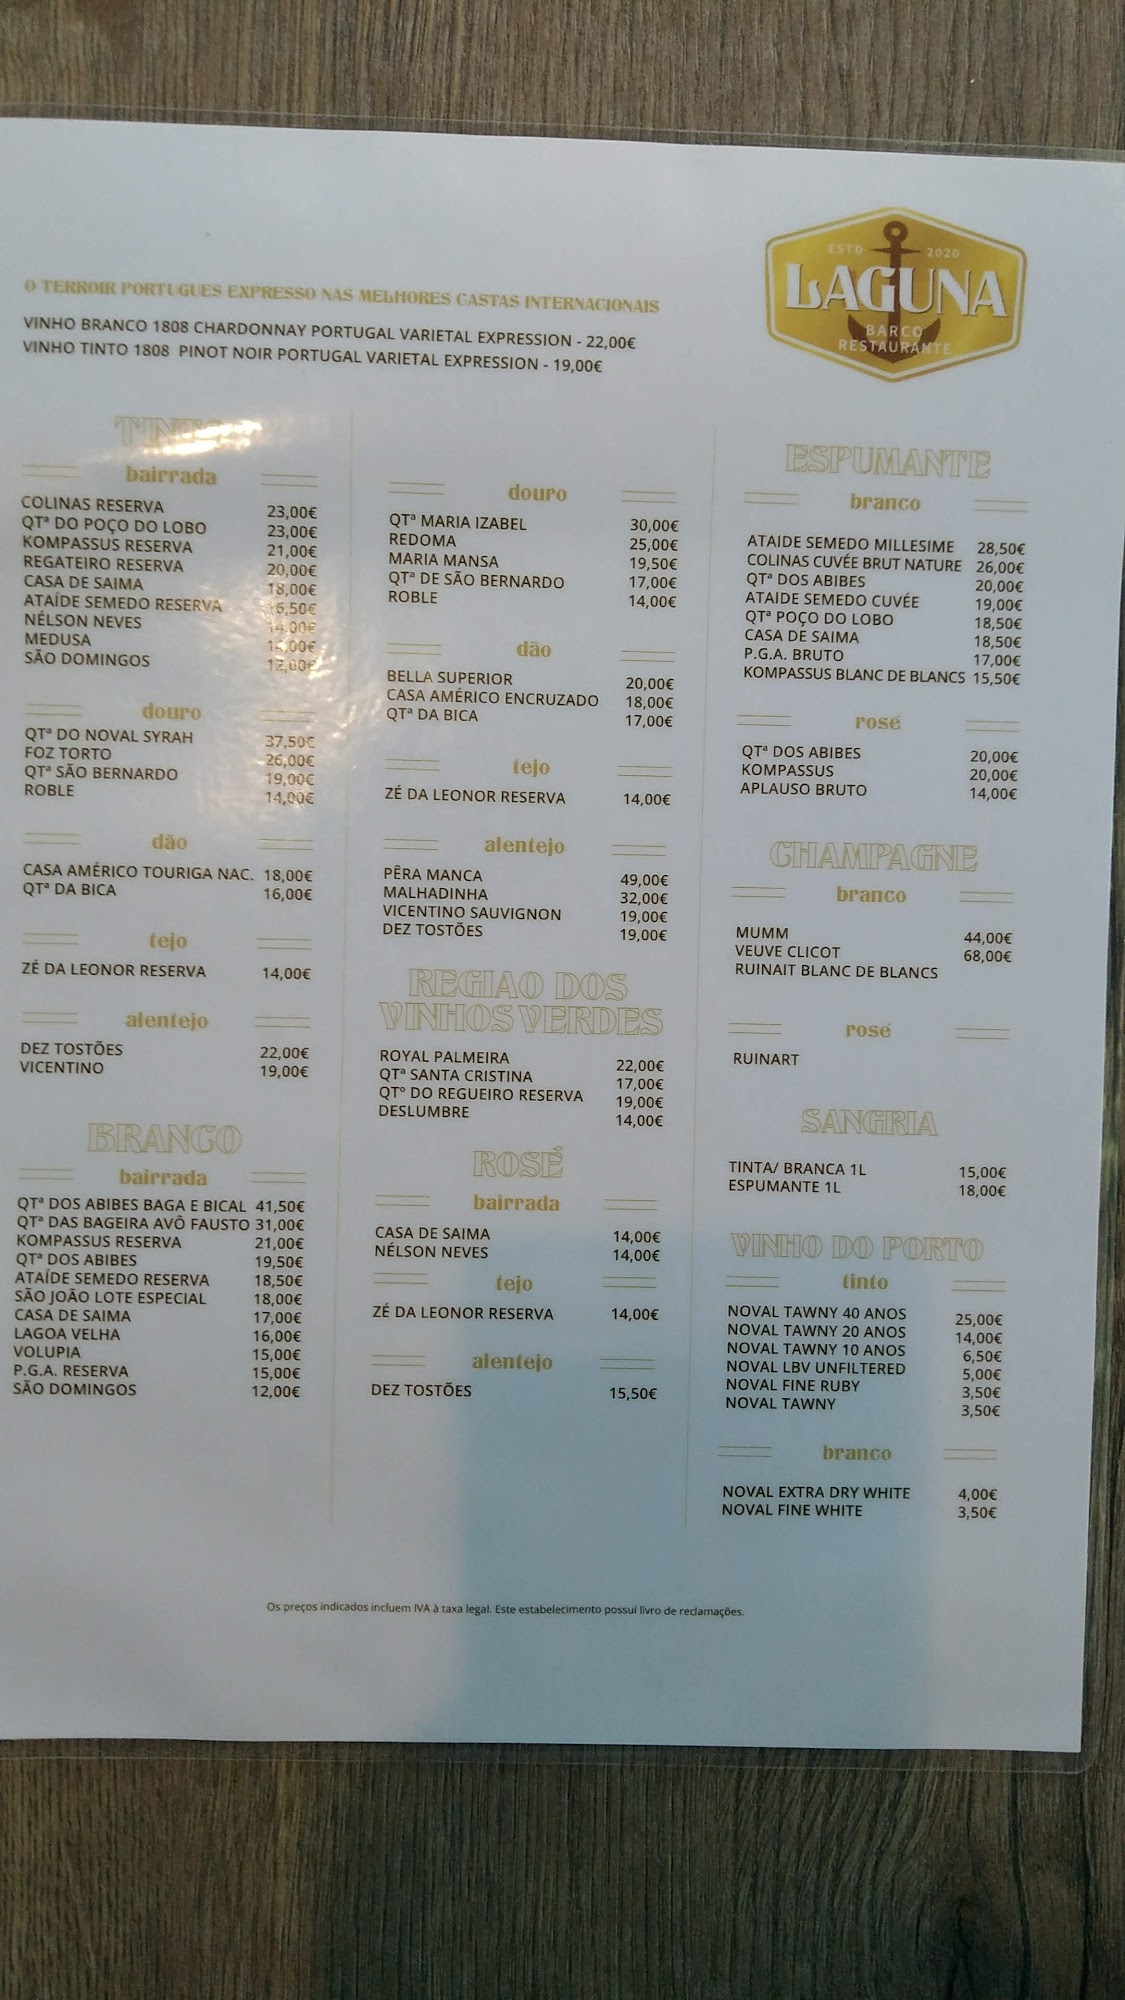 ESTD 2020
LAGUNA
BARCO
RESTAURANTE
O TERROIR PORTUGUES EXPRESSO NAS MELHORES CASTAS INTERNACIONAIS
VINHO BRANCO 1808 CHARDONNAY PORTUGAL VARIETAL EXPRESSION - 22,00€
VINHO TINTO 1808 PINOT NOIR PORTUGAL VARIETAL EXPRESSION - 19,00€
TINTO
bairrada
COLINAS RESERVA 23,00€
QTª DO POÇO DO LOBO 23,00€
KOMPASSUS RESERVA 21,00€
REGATEIRO RESERVA 20,00€
CASA DE SAIMA 18,00€
ATAÍDE SEMEDO RESERVA 16,50€
NÉLSON NEVES 14,00€
MEDUSA 14,00€
SÃO DOMINGOS 12,00€
douro
QTª DO NOVAL SYRAH 37,50€
FOZ TORTO 26,00€
QTª SÃO BERNARDO 19,00€
ROBLE 14,00€
dão
CASA AMÉRICO TOURIGA NAC. 18,00€
QTª DA BICA 16,00€
tejo
ZÉ DA LEONOR RESERVA 14,00€
alentejo
DEZ TOSTÕES 22,00€
VICENTINO 19,00€
BRANCO
bairrada
QTª DOS ABIBES BAGA E BICAL 41,50€
QTª DAS BAGEIRA AVÔ FAUSTO 31,00€
KOMPASSUS RESERVA 21,00€
QTª DOS ABIBES 19,50€
ATAÍDE SEMEDO RESERVA 18,50€
SÃO JOÃO LOTE ESPECIAL 18,00€
CASA DE SAIMA 17,00€
LAGOA VELHA 16,00€
VOLUPIA 15,00€
P.G.A. RESERVA 15,00€
SÃO DOMINGOS 12,00€
douro
QTª MARIA IZABEL 30,00€
REDOMA 25,00€
MARIA MANSA 19,50€
QTª DE SÃO BERNARDO 17,00€
ROBLE 14,00€
dão
BELLA SUPERIOR 20,00€
CASA AMÉRICO ENCRUZADO 18,00€
QTª DA BICA 17,00€
tejo
ZÉ DA LEONOR RESERVA 14,00€
alentejo
PÊRA MANCA 49,00€
MALHADINHA 32,00€
VICENTINO SAUVIGNON 19,00€
DEZ TOSTÕES 19,00€
REGIAO DOS
VINHOS VERDES
ROYAL PALMEIRA 22,00€
QTª SANTA CRISTINA 17,00€
QTº DO REGUEIRO RESERVA 19,00€
DESLUMBRE 14,00€
ROSÉ
bairrada
CASA DE SAIMA 14,00€
NÉLSON NEVES 14,00€
tejo
ZÉ DA LEONOR RESERVA 14,00€
alentejo
DEZ TOSTÕES 15,50€
ESPUMANTE
branco
ATAIDE SEMEDO MILLESIME 28,50€
COLINAS CUVÉE BRUT NATURE 26,00€
QTª DOS ABIBES 20,00€
ATAIDE SEMEDO CUVÉE 19,00€
QTª POÇO DO LOBO 18,50€
CASA DE SAIMA 18,50€
P.G.A. BRUTO 17,00€
KOMPASSUS BLANC DE BLANCS 15,50€
rosé
QTª DOS ABIBES 20,00€
KOMPASSUS 20,00€
APLAUSO BRUTO 14,00€
CHAMPAGNE
branco
MUMM 44,00€
VEUVE CLICOT 68,00€
RUINAIT BLANC DE BLANCS
rosé
RUINART
SANGRIA
TINTA/ BRANCA 1L 15,00€
ESPUMANTE 1L 18,00€
VINHO DO PORTO
tinto
NOVAL TAWNY 40 ANOS 25,00€
NOVAL TAWNY 20 ANOS 14,00€
NOVAL TAWNY 10 ANOS 6,50€
NOVAL LBV UNFILTERED 5,00€
NOVAL FINE RUBY 3,50€
NOVAL TAWNY 3,50€
branco
NOVAL EXTRA DRY WHITE 4,00€
NOVAL FINE WHITE 3,50€
Os preços indicados incluem IVA à taxa legal. Este estabelecimento possui livro de reclamações.